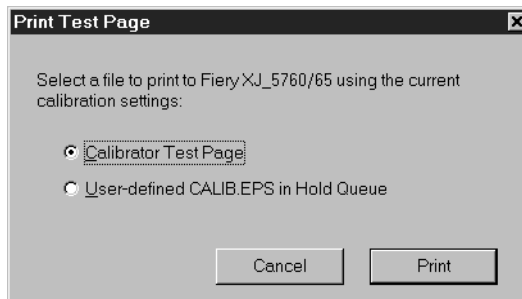 Print Test Page
Select a file to print to Fiery XJ_5760/65 using the current
calibration settings:
Calibrator Test Page
User-defined CALIB.EPS in Hold Queue
Cancel
Print